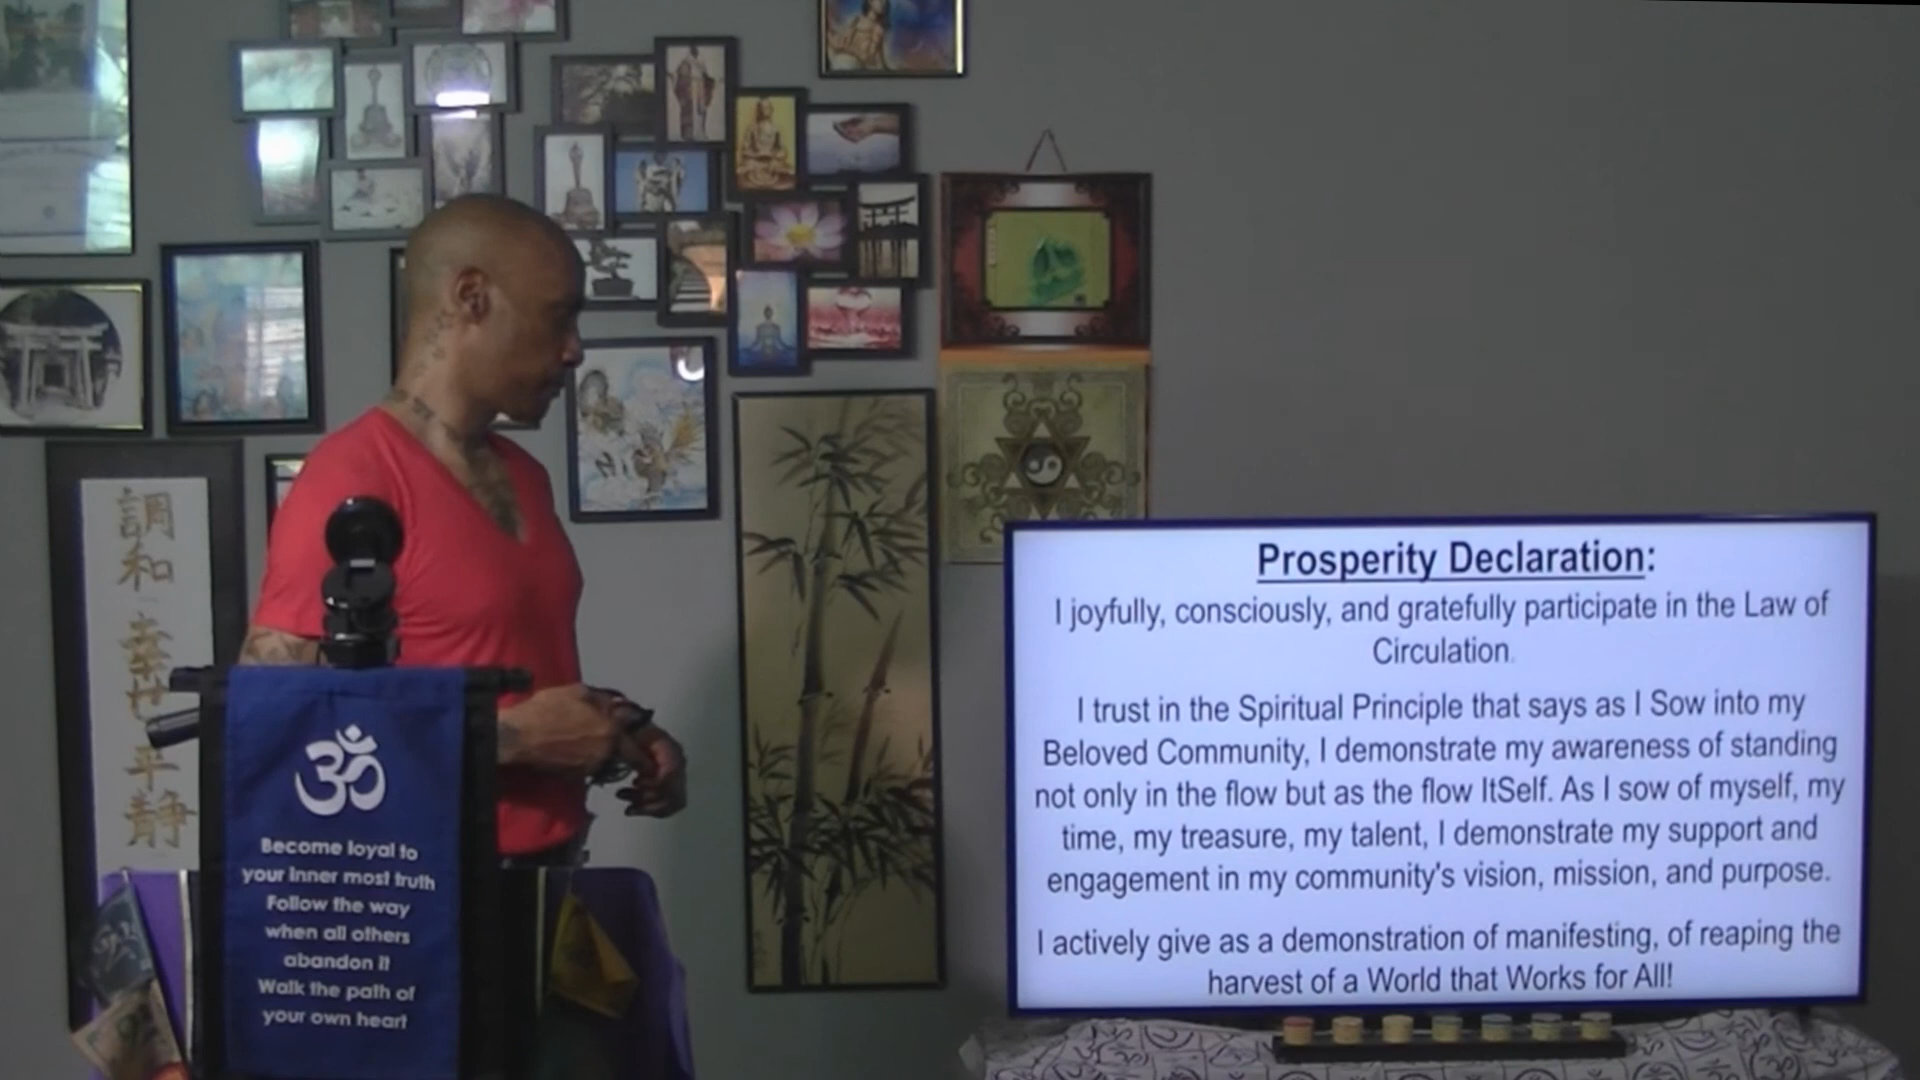 調
和
幸
せ
平
静
Become loyal to
your inner most truth
Follow the way
when all others
abandon it
Walk the path of
your own heart
Prosperity Declaration:
I joyfully, consciously, and gratefully participate in the Law of
Circulation.
I trust in the Spiritual Principle that says as I Sow into my
Beloved Community, I demonstrate my awareness of standing
not only in the flow but as the flow ItSelf. As I sow of myself, my
time, my treasure, my talent, I demonstrate my support and
engagement in my community's vision, mission, and purpose.
I actively give as a demonstration of manifesting, of reaping the
harvest of a World that Works for All!